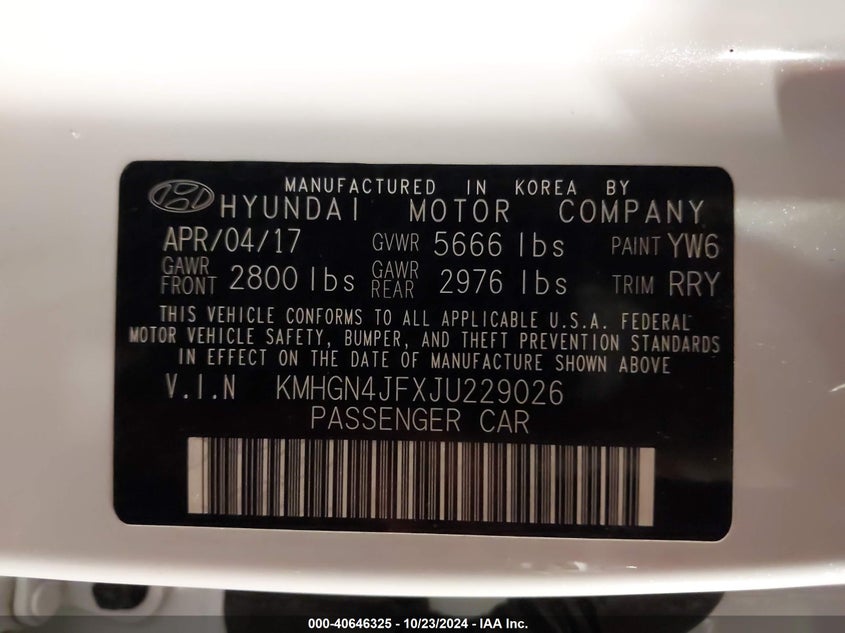 MANUFACTURED IN KOREA BY
HYUNDAI MOTOR COMPANY
APR/04/17 GVWR 5666 lbs PAINT YW6
GAWR FRONT 2800 lbs GAWR REAR 2976 lbs TRIM RRY
THIS VEHICLE CONFORMS TO ALL APPLICABLE U.S.A. FEDERAL
MOTOR VEHICLE SAFETY, BUMPER, AND THEFT PREVENTION STANDARDS
IN EFFECT ON THE DATE OF MANUFACTURE SHOWN ABOVE
V.I.N KMHGN4JFXJU229026
PASSENGER CAR
000-40646325 - 10/23/2024 - IAA Inc.